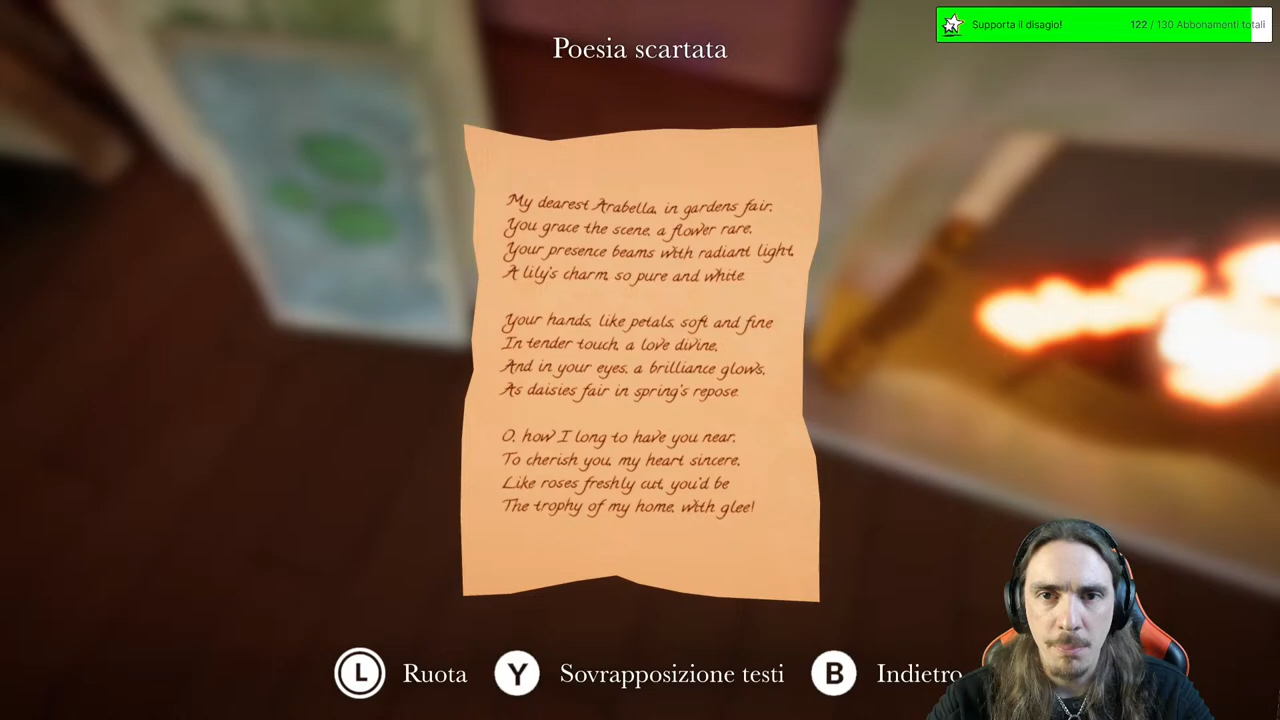 Supporta il disagio! 122 / 130 Abbonamenti totali
Poesia scartata
My dearest Arabella, in gardens fair,
You grace the scene, a flower rare,
Your presence beams with radiant light,
A lily's charm, so pure and white.
Your hands, like petals, soft and fine
In tender touch, a love divine,
And in your eyes, a brilliance glows,
As daisies fair in spring's repose.
O, how I long to have you near,
To cherish you, my heart sincere,
Like roses freshly cut, you'd be
The trophy of my home, with glee!
L Ruota Y Sovrapposizione testi B Indietro